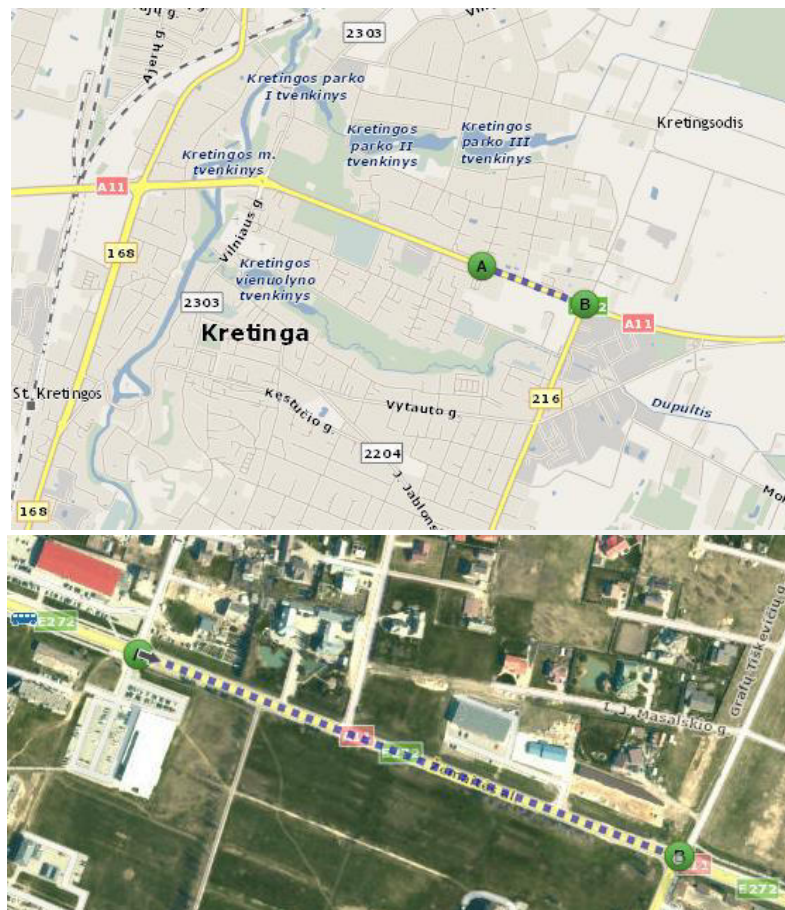 2303
Ajerų g.
Kretingos parko
I tvenkinys
Kretingos
parko II
tvenkinys
Kretingos
parko III
tvenkinys
Kretingsodis
Kretingos m.
tvenkinys
A11
168
Vilniaus g.
Kretingos
vienuolyno
tvenkinys
A
B
2303
A11
Kretinga
St. Kretingos
Kęstučio g.
Vytauto g.
216
Dupultis
2204
168
E272
I. J. Masalskio g.
Grafų Tiškevičių g.
E272
B
E272